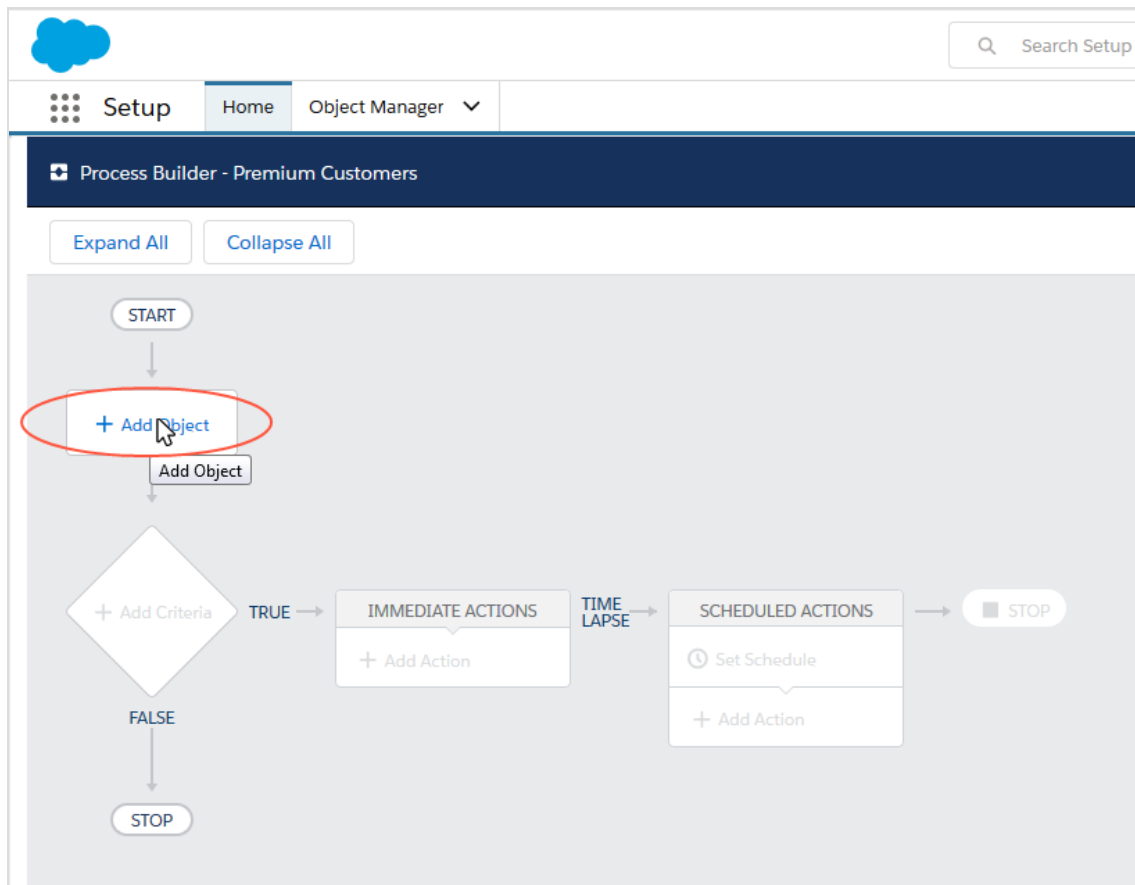 Search Setup
Setup
Home
Object Manager
Process Builder - Premium Customers
Expand All
Collapse All
START
+ Add Object
Add Object
+ Add Criteria
TRUE
IMMEDIATE ACTIONS
+ Add Action
TIME
LAPSE
SCHEDULED ACTIONS
Set Schedule
+ Add Action
STOP
FALSE
STOP